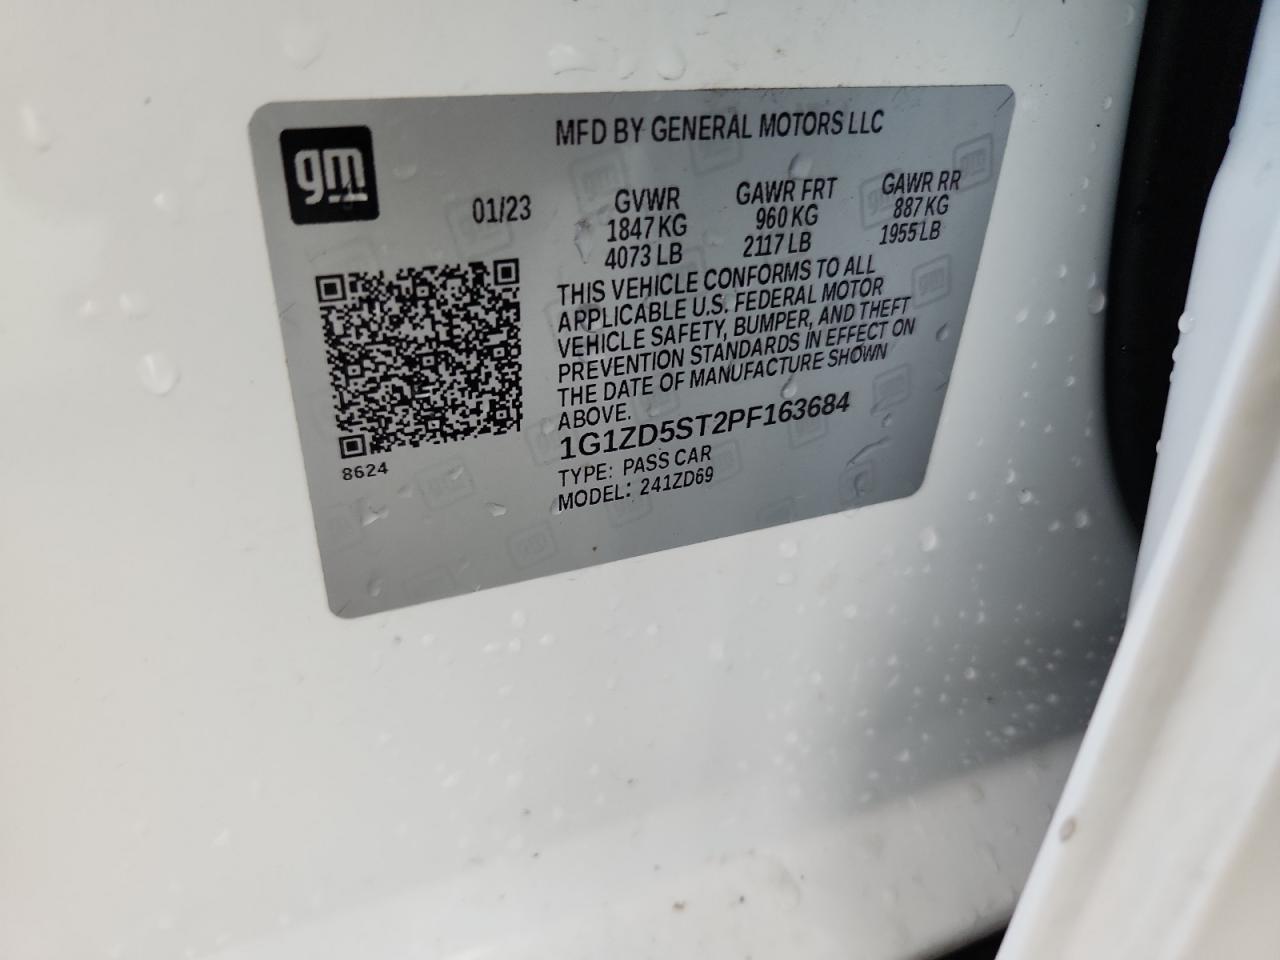 gm
MFD BY GENERAL MOTORS LLC
01/23
GVWR
1847 KG
4073 LB
GAWR FRT
960 KG
2117 LB
GAWR RR
887 KG
1955 LB
THIS VEHICLE CONFORMS TO ALL
APPLICABLE U.S. FEDERAL MOTOR
VEHICLE SAFETY, BUMPER, AND THEFT
PREVENTION STANDARDS IN EFFECT ON
THE DATE OF MANUFACTURE SHOWN
ABOVE.
1G1ZD5ST2PF163684
TYPE: PASS CAR
MODEL: 241ZD69
8624